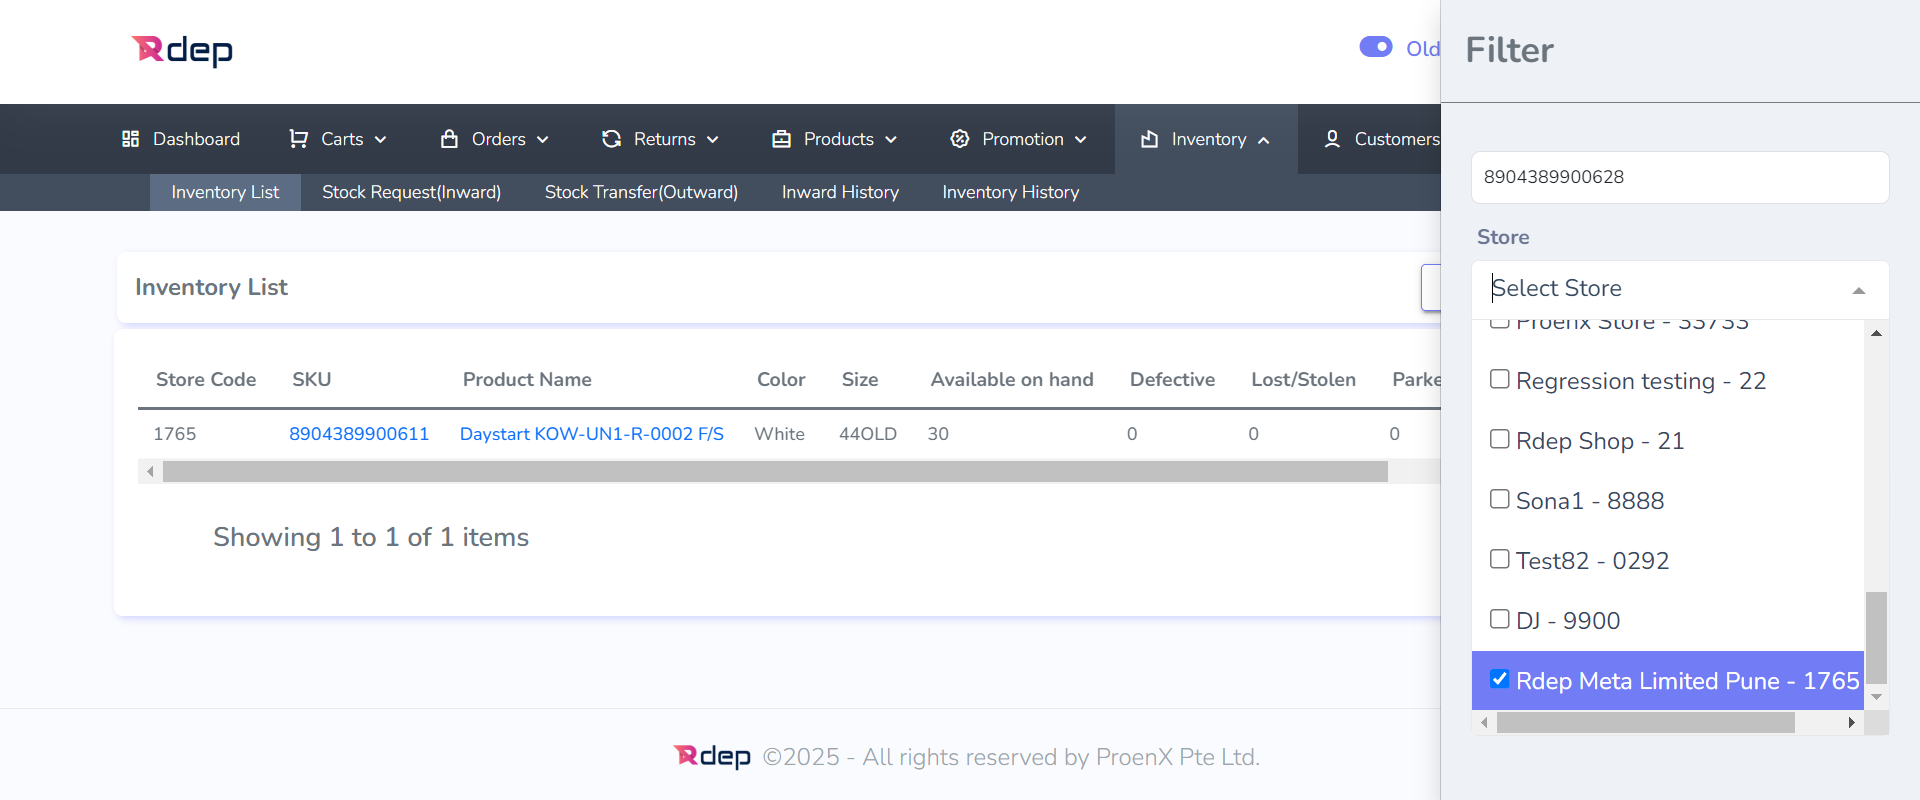 Rdep
Old
Filter
Dashboard
Carts
Orders
Returns
Products
Promotion
Inventory
Customers
Inventory List
Stock Request(Inward)
Stock Transfer(Outward)
Inward History
Inventory History
8904389900628
Store
Select Store
Proenx Store - 33733
Regression testing - 22
Rdep Shop - 21
Sona1 - 8888
Test82 - 0292
DJ - 9900
Rdep Meta Limited Pune - 1765
Inventory List
Store Code SKU Product Name Color Size Available on hand Defective Lost/Stolen Parke
1765 8904389900611 Daystart KOW-UN1-R-0002 F/S White 44OLD 30 0 0 0
Showing 1 to 1 of 1 items
Rdep ©2025 - All rights reserved by ProenX Pte Ltd.